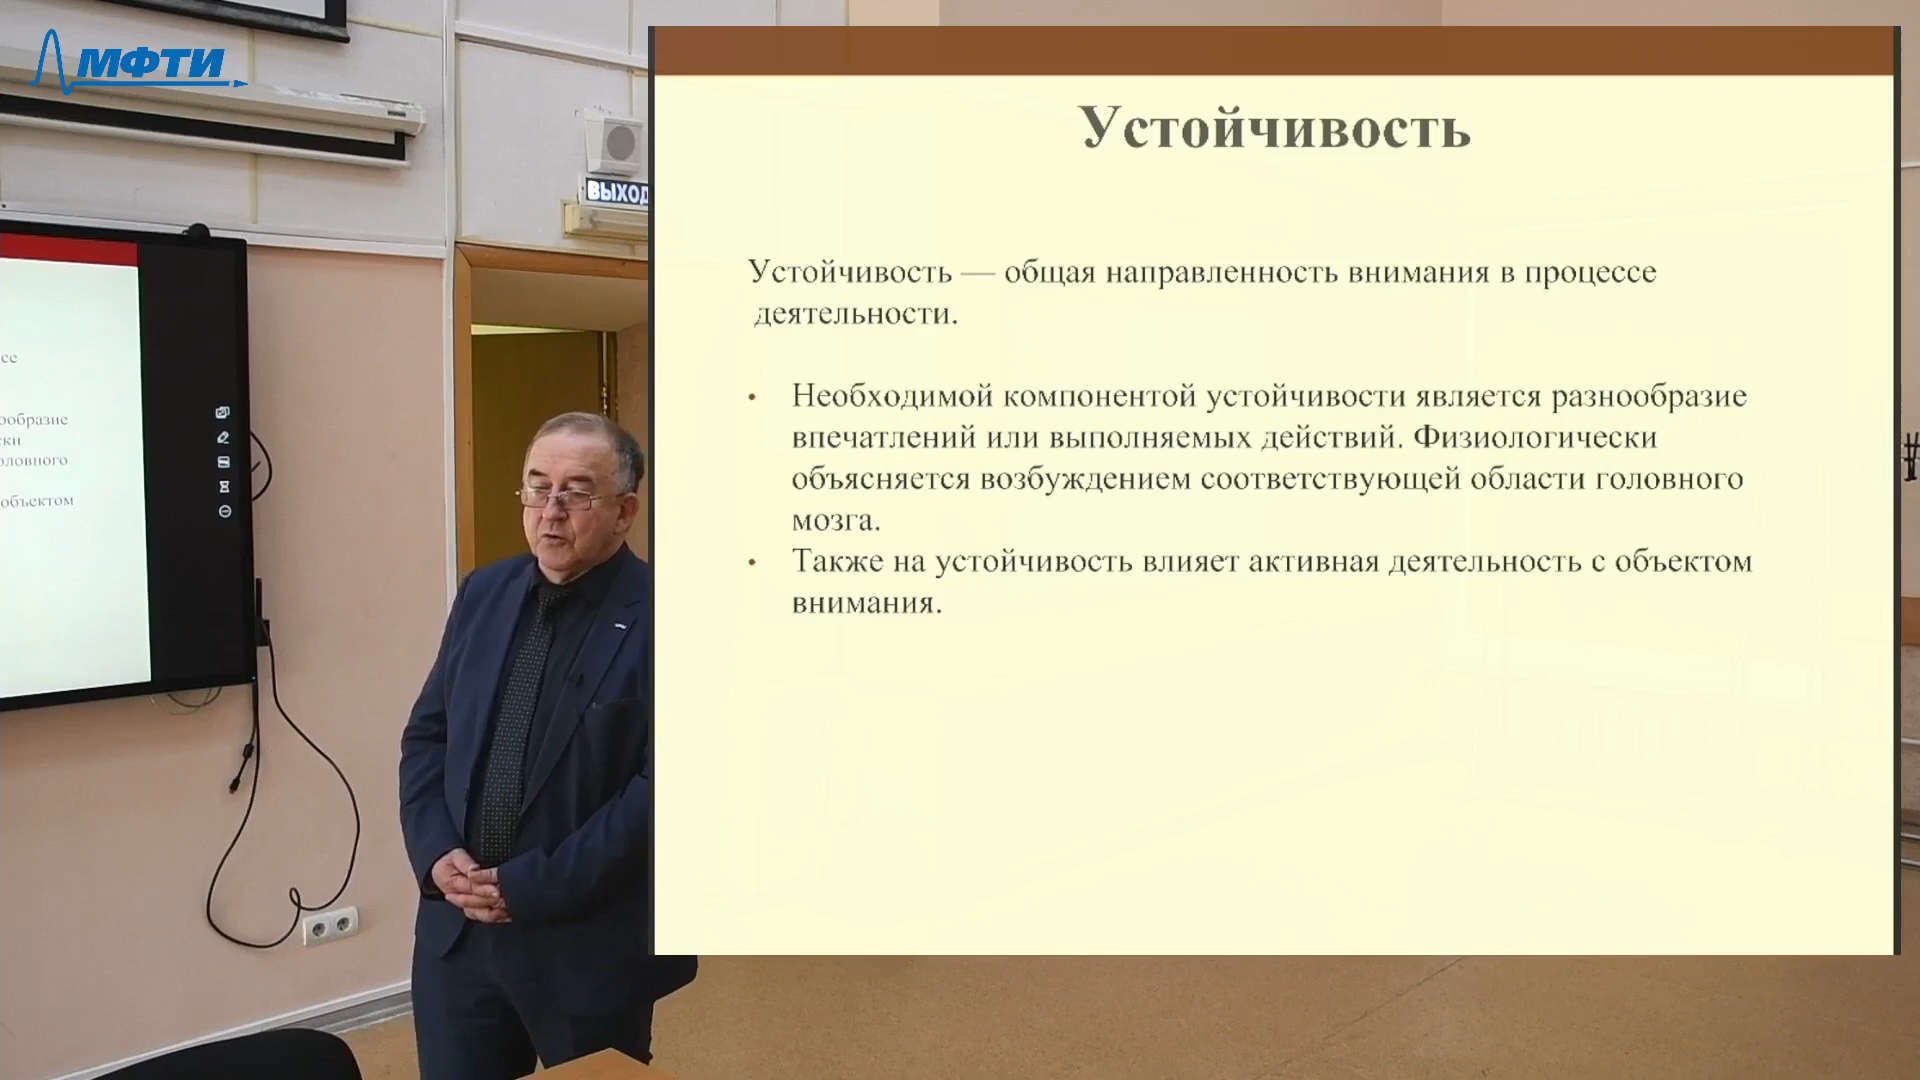 МФТИ
ВЫХОД
се
ообразие
ски
оловного
объектом
Устойчивость
Устойчивость — общая направленность внимания в процессе
деятельности.
• Необходимой компонентой устойчивости является разнообразие
впечатлений или выполняемых действий. Физиологически
объясняется возбуждением соответствующей области головного
мозга.
• Также на устойчивость влияет активная деятельность с объектом
внимания.